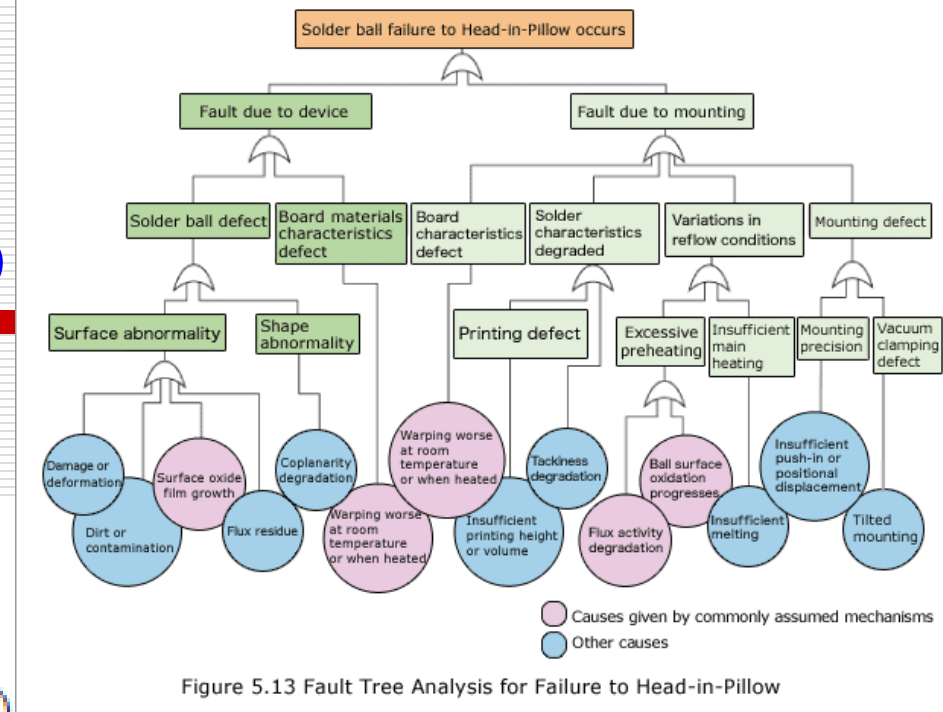 Solder ball failure to Head-in-Pillow occurs
Fault due to device
Fault due to mounting
Solder ball defect
Board materials
characteristics
defect
Board
characteristics
defect
Solder
characteristics
degraded
Variations in
reflow conditions
Mounting defect
Surface abnormality
Shape
abnormality
Printing defect
Excessive
preheating
Insufficient
main
heating
Mounting
precision
Vacuum
clamping
defect
Damage or
deformation
Dirt or
contamination
Surface oxide
film growth
Flux residue
Coplanarity
degradation
Warping worse
at room
temperature
or when heated
Warping worse
at room
temperature
or when heated
Insufficient
printing height
or volume
Tackiness
degradation
Flux activity
degradation
Ball surface
oxidation
progresses
Insufficient
melting
Insufficient
push-in or
positional
displacement
Tilted
mounting
Causes given by commonly assumed mechanisms
Other causes
Figure 5.13 Fault Tree Analysis for Failure to Head-in-Pillow